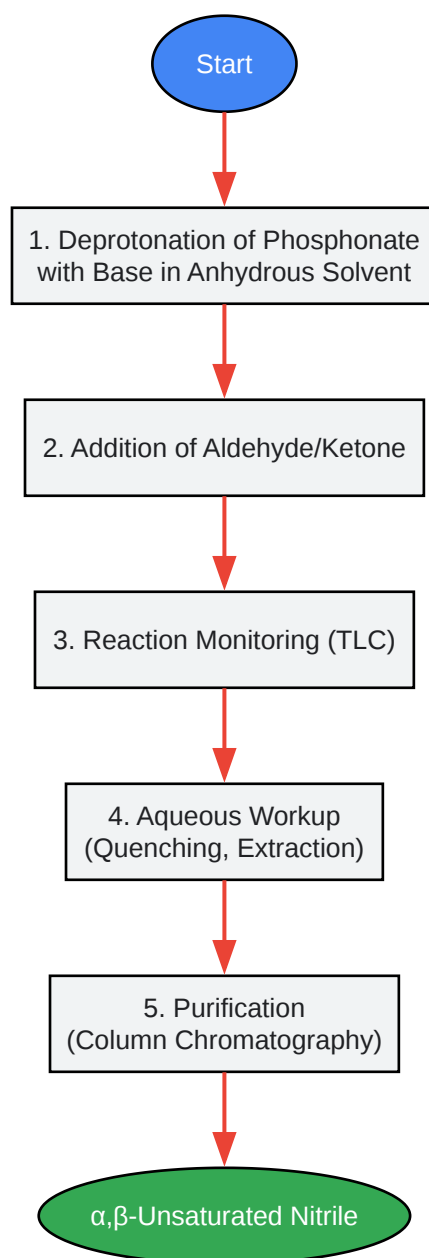 Start
1. Deprotonation of Phosphonate
with Base in Anhydrous Solvent
2. Addition of Aldehyde/Ketone
3. Reaction Monitoring (TLC)
4. Aqueous Workup
(Quenching, Extraction)
5. Purification
(Column Chromatography)
α,β-Unsaturated Nitrile